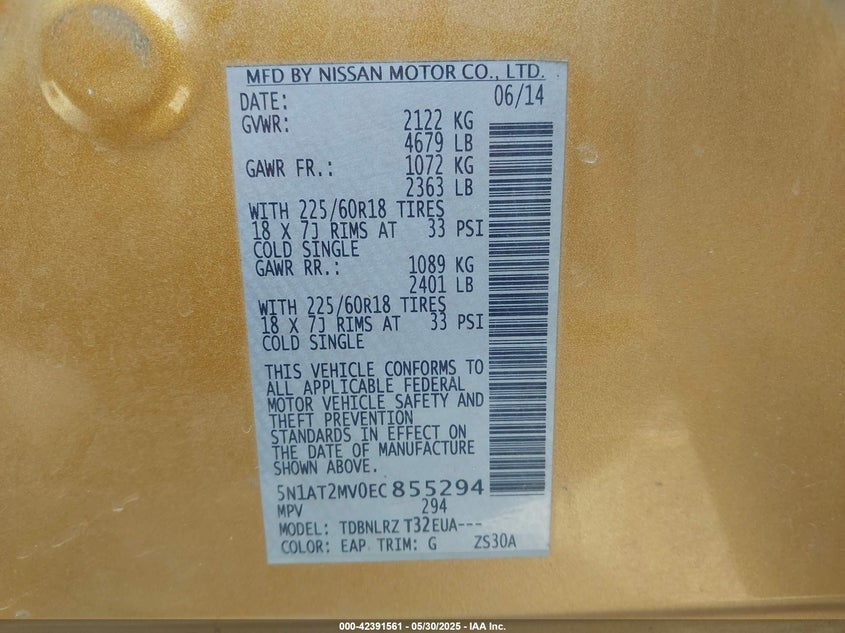 MFD BY NISSAN MOTOR CO., LTD.
DATE: 06/14
GVWR: 2122 KG
4679 LB
GAWR FR.: 1072 KG
2363 LB
WITH 225/60R18 TIRES
18 X 7J RIMS AT 33 PSI
COLD SINGLE
GAWR RR.: 1089 KG
2401 LB
WITH 225/60R18 TIRES
18 X 7J RIMS AT 33 PSI
COLD SINGLE
THIS VEHICLE CONFORMS TO
ALL APPLICABLE FEDERAL
MOTOR VEHICLE SAFETY AND
THEFT PREVENTION
STANDARDS IN EFFECT ON
THE DATE OF MANUFACTURE
SHOWN ABOVE.
5N1AT2MV0EC855294
MPV 294
MODEL: TDBNLRZ T32EUA---
COLOR: EAP TRIM: G ZS30A
000-42391561 - 05/30/2025 - IAA Inc.